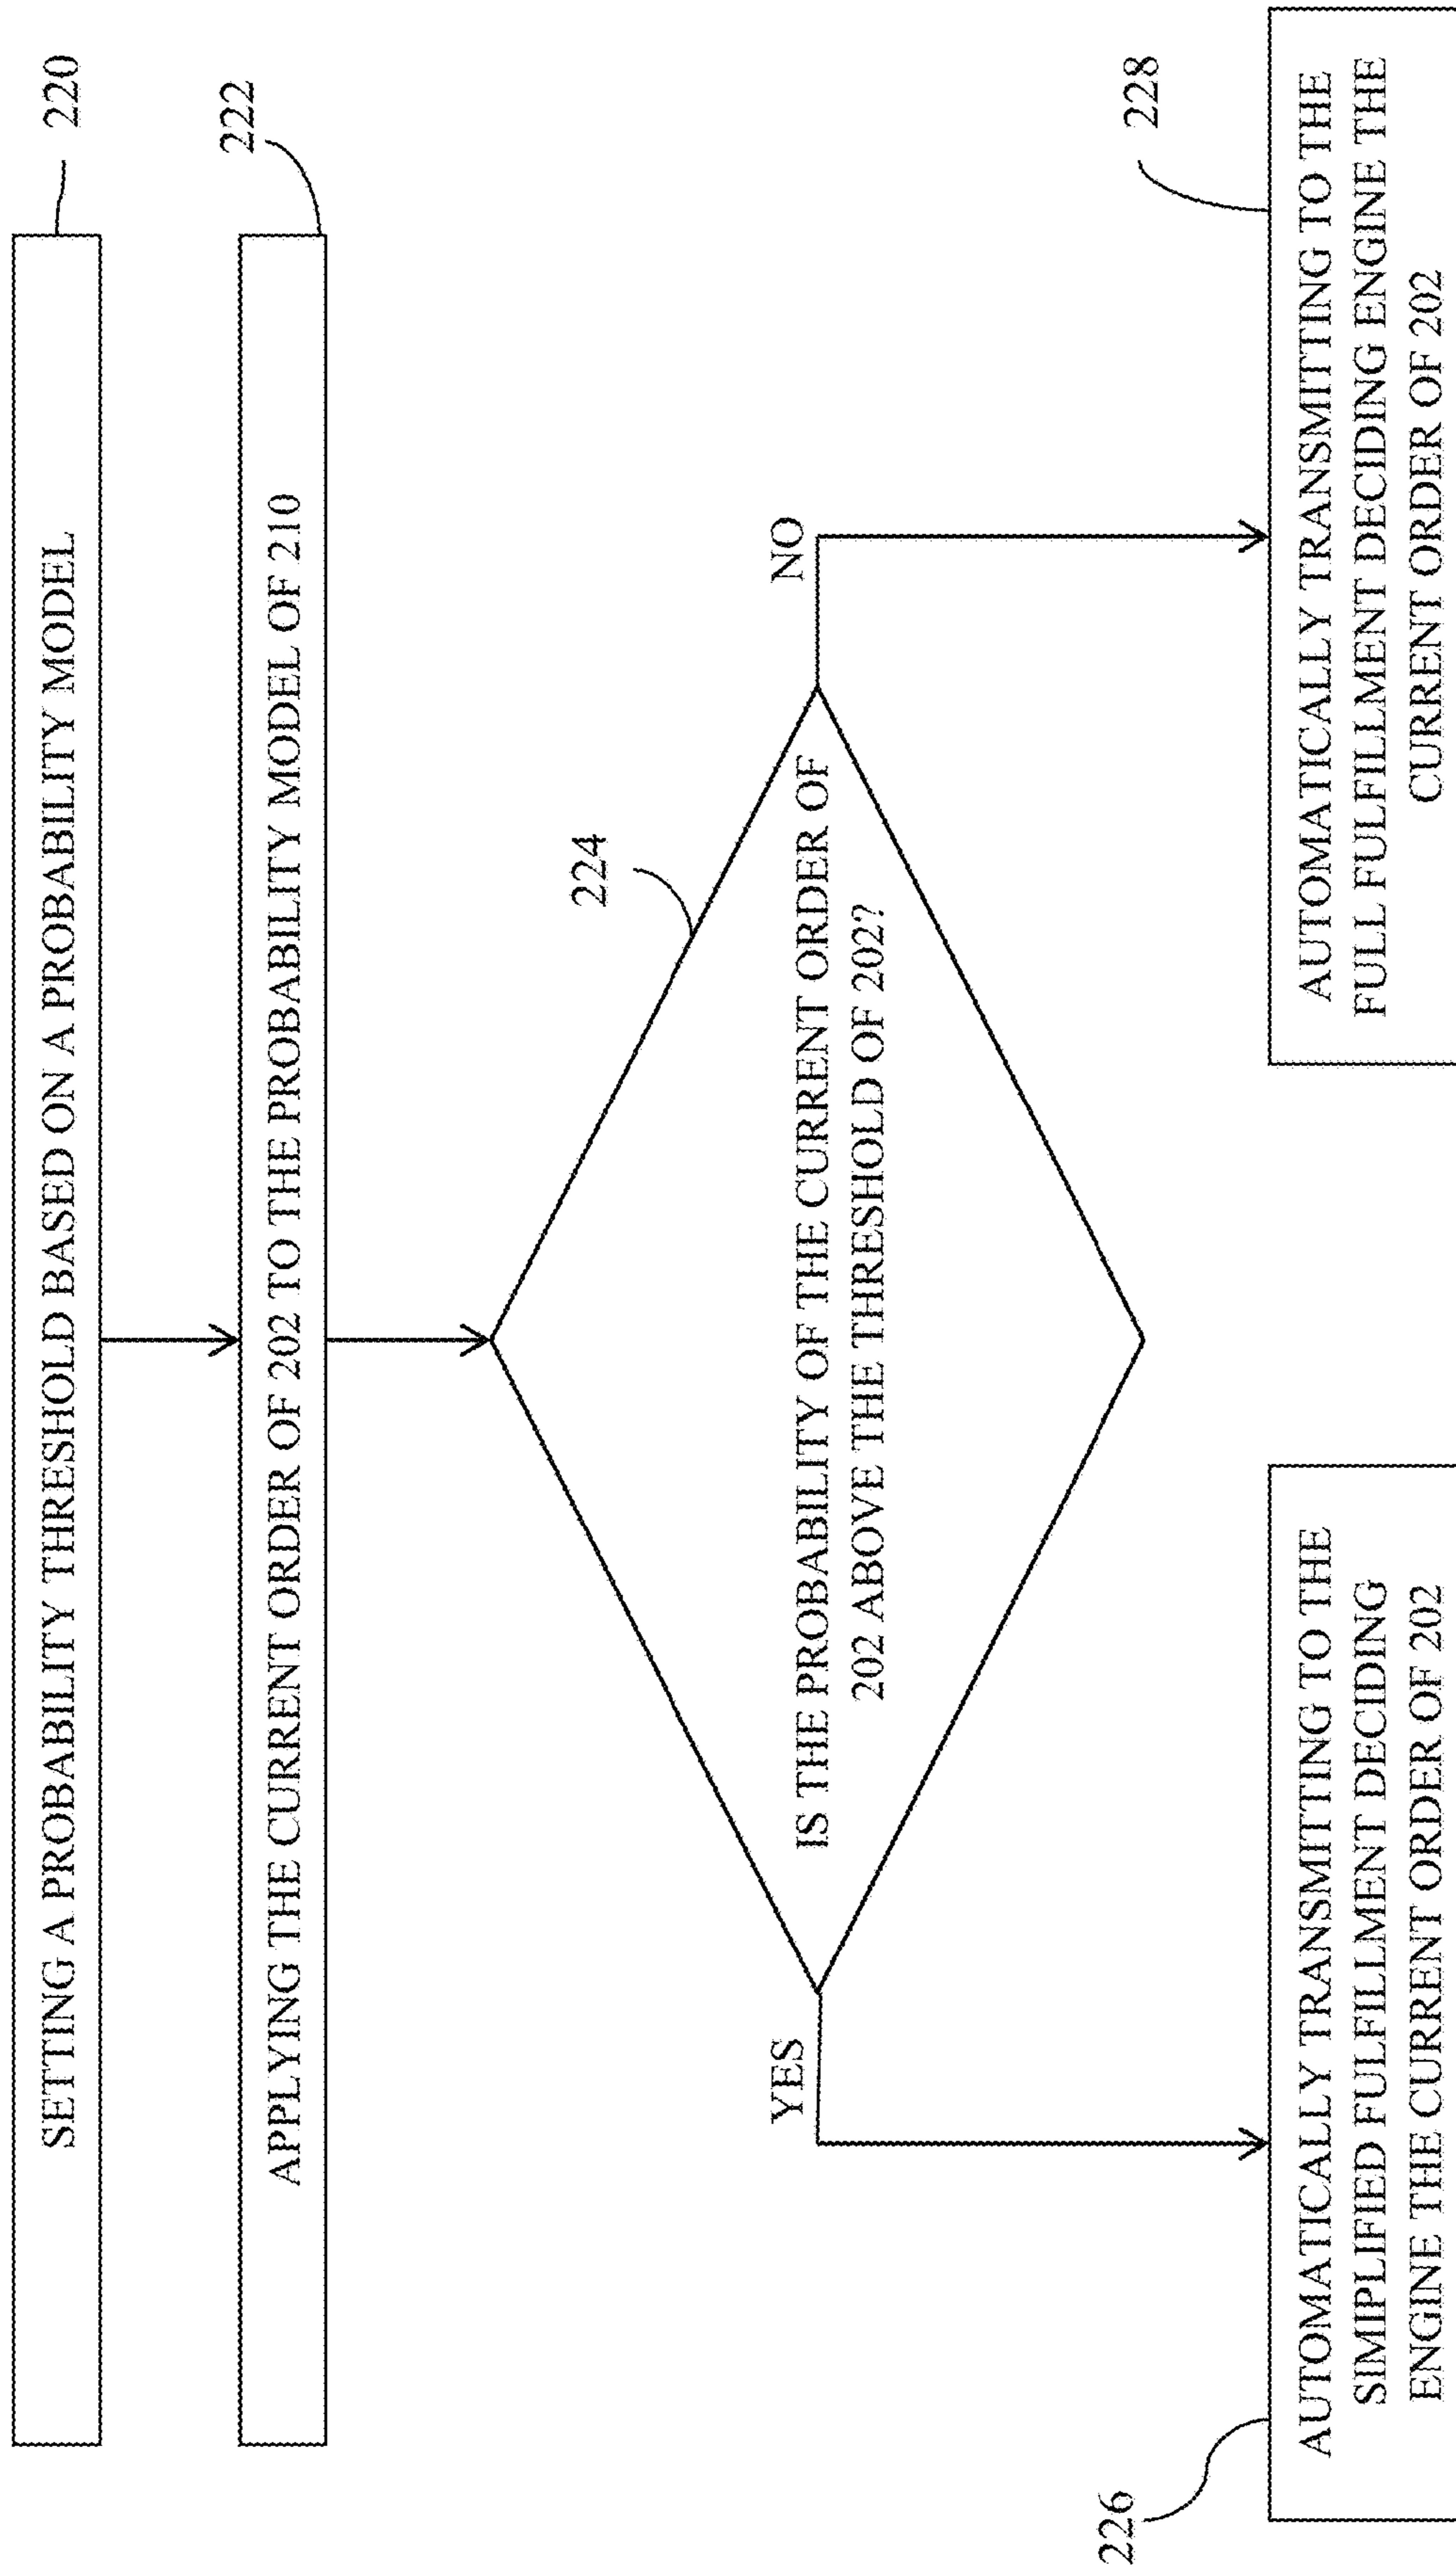 SETTING A PROBABILITY THRESHOLD BASED ON A PROBABILITY MODEL
220
APPLYING THE CURRENT ORDER OF 202 TO THE PROBABILITY MODEL OF 210
222
224
IS THE PROBABILITY OF THE CURRENT ORDER OF
202 ABOVE THE THRESHOLD OF 202?
YES
NO
226
AUTOMATICALLY TRANSMITTING TO THE
SIMIPLIFIED FULFILLMENT DECIDING
ENGINE THE CURRENT ORDER OF 202
228
AUTOMATICALLY TRANSMITTING TO THE
FULL FULFILLMENT DECIDING ENGINE THE
CURRENT ORDER OF 202